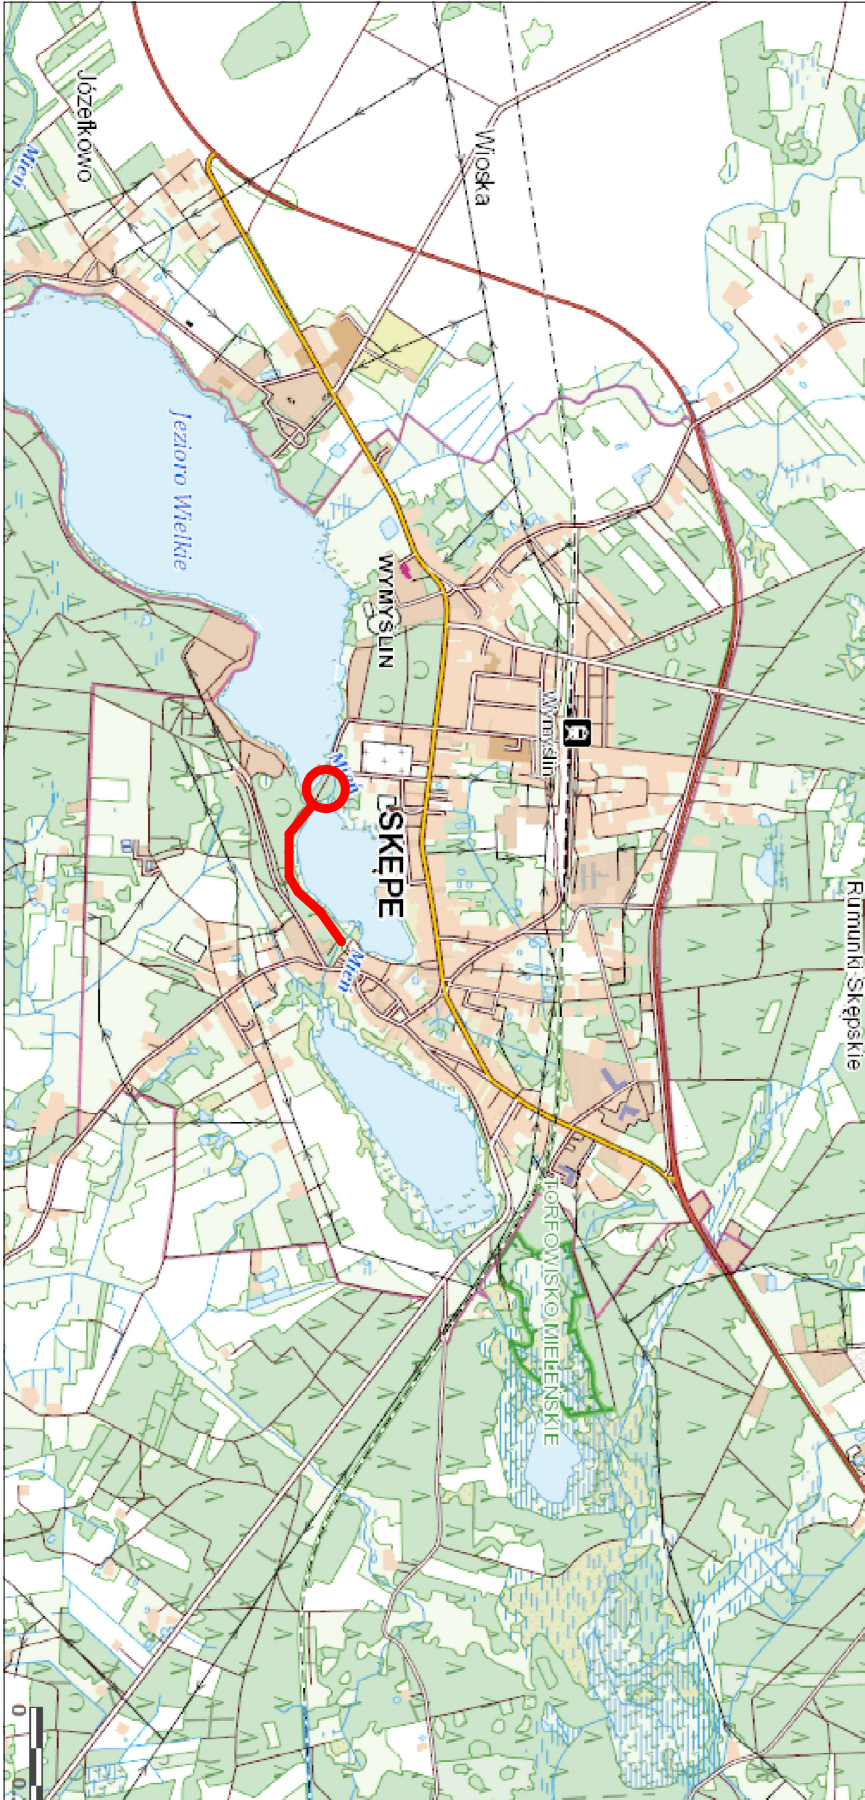 Józefkowo
Mień
Wioska
Jezioro Wielkie
WYMYŚLIN
Wymyślin
Mień
SKĘPE
Mień
Rumunki Skępskie
TORFOWISKO MIELEŃSKIE
0